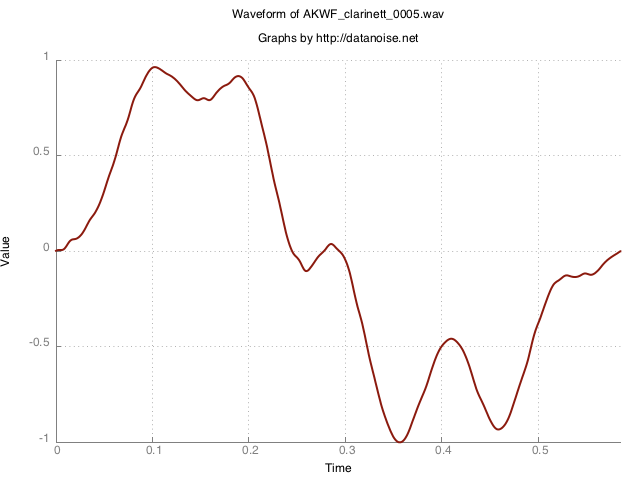 Waveform of AKWF_clarinett_0005.wav
Graphs by http://datanoise.net
1
0.5
0
-0.5
-1
Value
0 0.1 0.2 0.3 0.4 0.5
Time